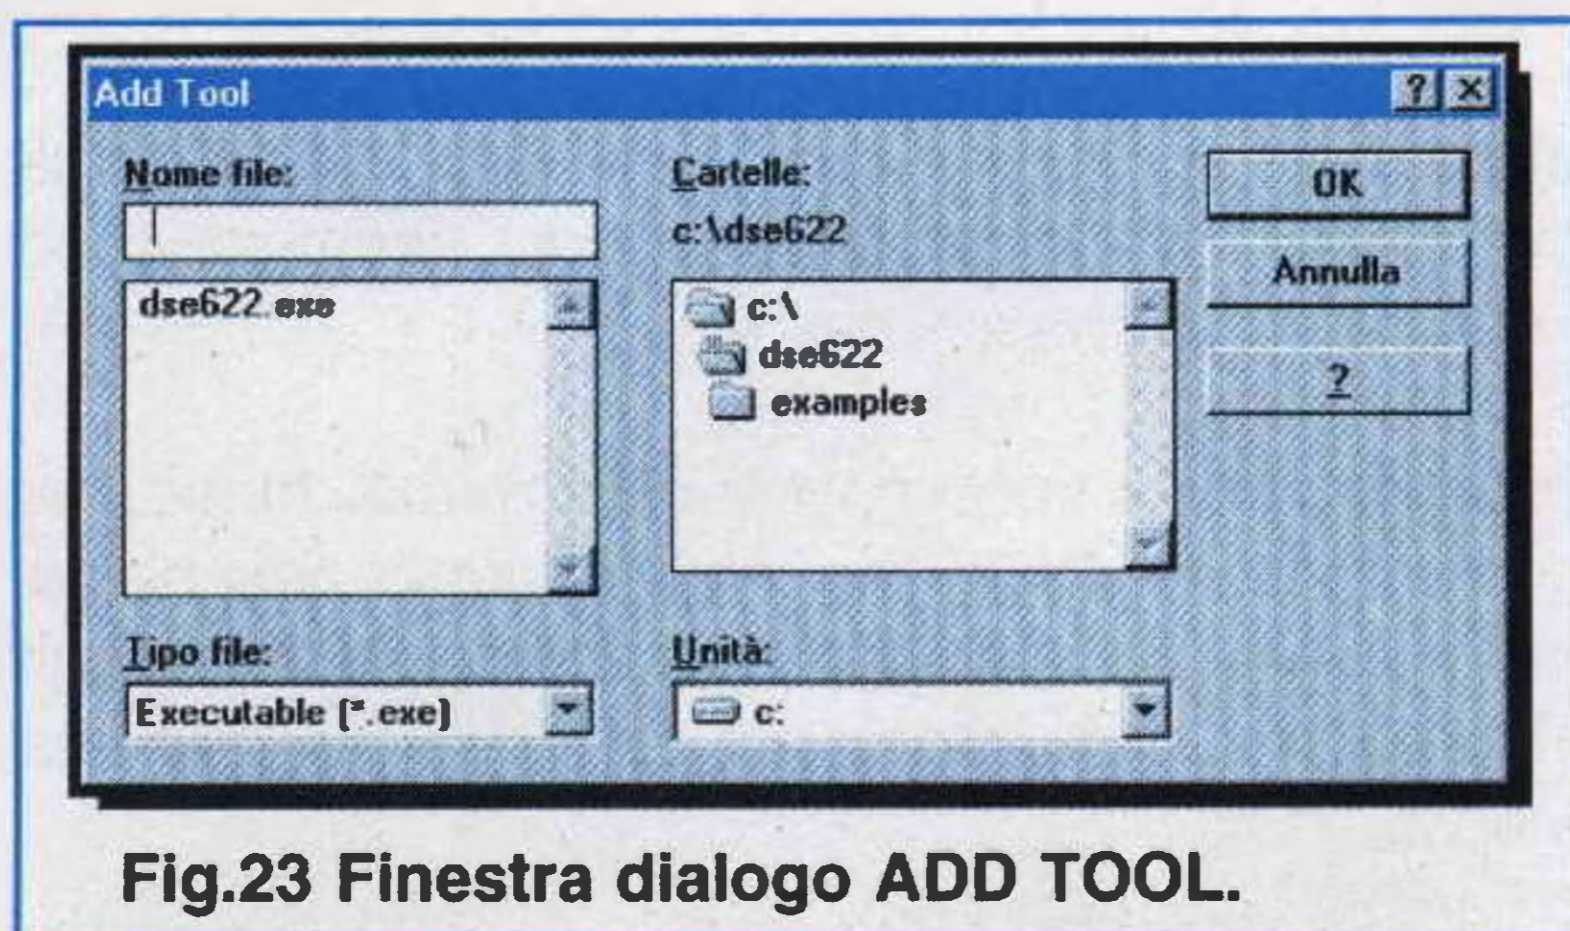 Add Tool
? ×
Nome file:
dse622.exe
Tipo file:
Executable (*.exe)
Cartelle:
c:\dse622
c:\
dse622
examples
Unità:
c:
OK
Annulla
?
Fig.23 Finestra dialogo ADD TOOL.